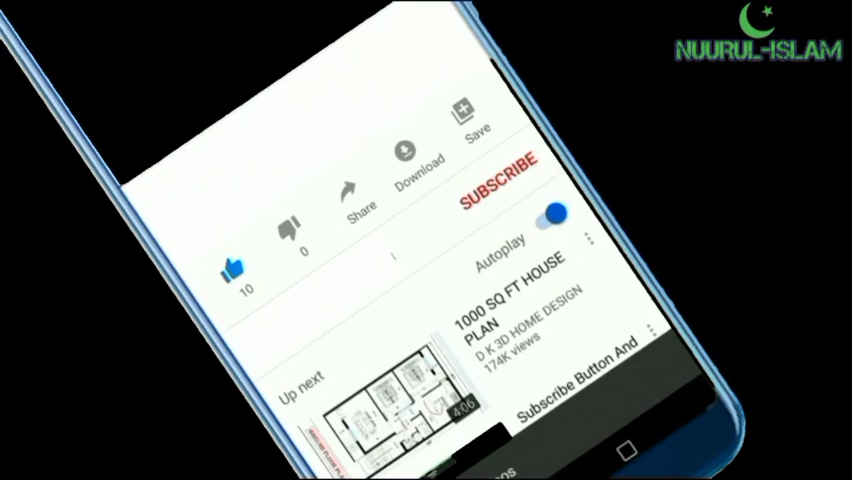 NUURUL-ISLAM
Save
Download
Share
0
10
SUBSCRIBE
Autoplay
Up next
1000 SQ FT HOUSE
PLAN
D K 3D HOME DESIGN
174K views
4:06
Subscribe Button And